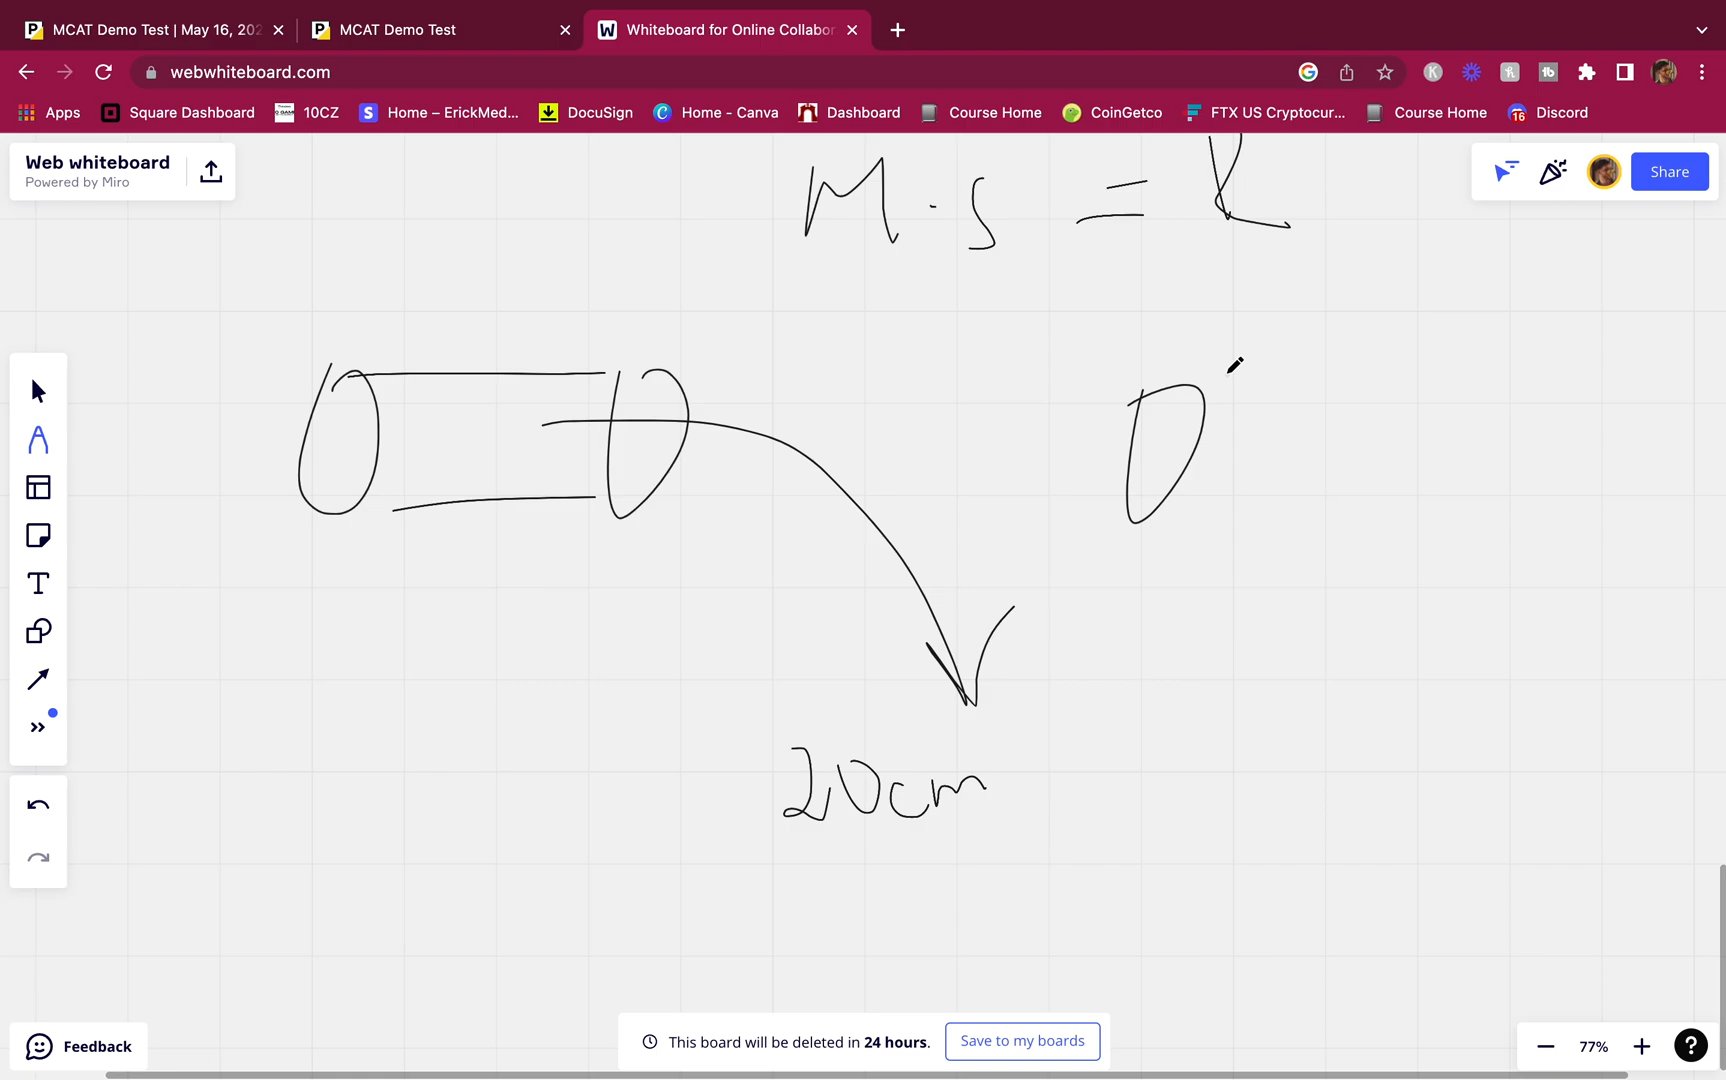 MCAT Demo Test | May 16, 202
MCAT Demo Test
Whiteboard for Online Collabor
webwhiteboard.com
Apps
Square Dashboard
10CZ
Home – ErickMed...
DocuSign
Home - Canva
Dashboard
Course Home
CoinGetco
FTX US Cryptocur...
Course Home
16
Discord
Web whiteboard
Powered by Miro
Share
M · s =
20cm
Feedback
This board will be deleted in 24 hours.
Save to my boards
77%